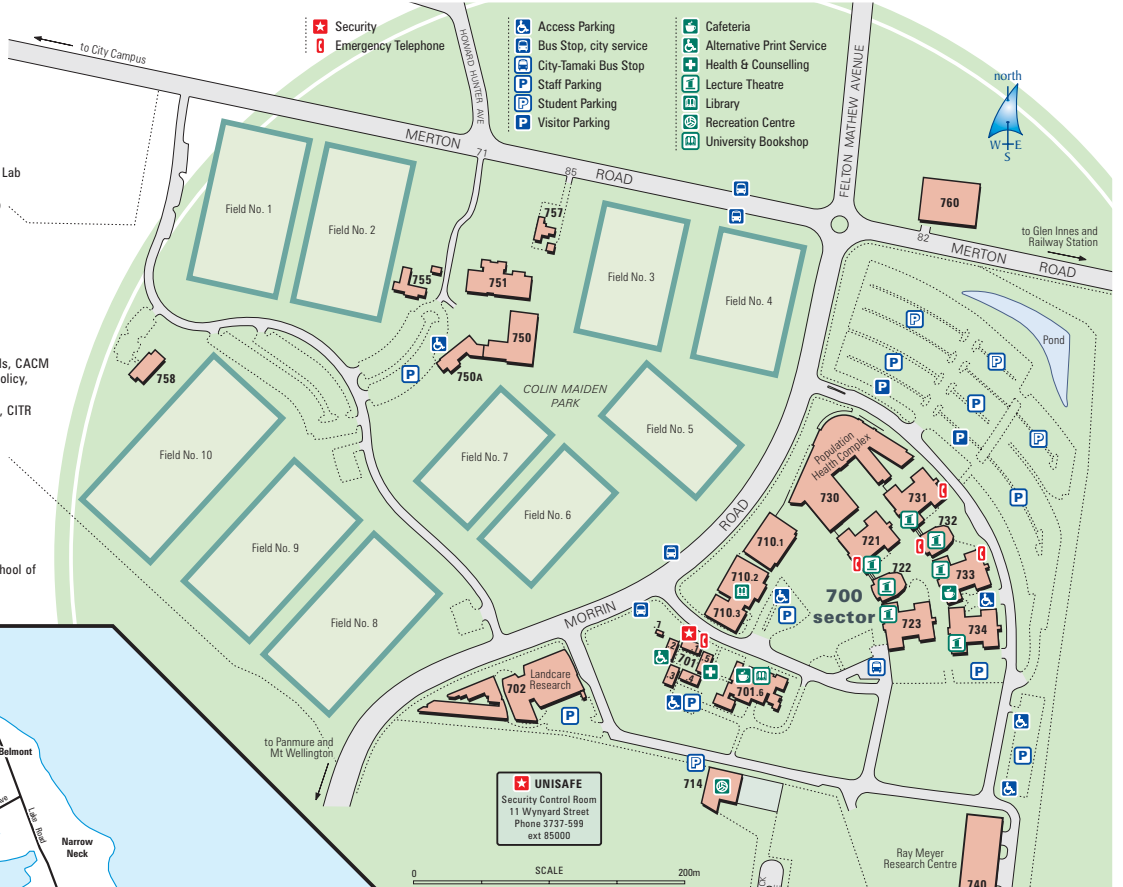 Security
Emergency Telephone
Access Parking
Bus Stop, city service
City-Tamaki Bus Stop
Staff Parking
Student Parking
Visitor Parking
Cafeteria
Alternative Print Service
Health & Counselling
Lecture Theatre
Library
Recreation Centre
University Bookshop
north
W E
S
to City Campus
HOWARD HUNTER AVE
FELTON MATHEW AVENUE
MERTON
71
85
ROAD
760
82
MERTON
ROAD
to Glen Innes and
Railway Station
Lab
Field No. 1
Field No. 2
757
755
751
Field No. 3
Field No. 4
Pond
750
750A
758
ls, CACM
olicy,
, CITR
COLIN MAIDEN
PARK
Field No. 5
Field No. 10
Field No. 7
Field No. 6
Field No. 9
Field No. 8
Population
Health Complex
730
731
732
721
722
733
723
734
700
sector
710.1
710.2
710.3
ROAD
MORRIN
hool of
7
2
1
5
701
3
4
701.6
702
Landcare
Research
to Panmure and
Mt Wellington
714
UNISAFE
Security Control Room
11 Wynyard Street
Phone 3737-599
ext 85000
Belmont
Lake Road
Narrow
Neck
Ray Meyer
Research Centre
740
SCALE
0
200m